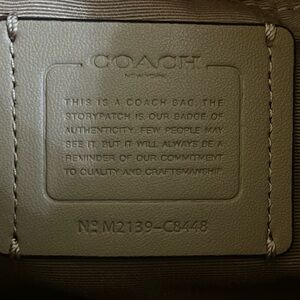 COACH
NEW YORK
THIS IS A COACH BAG. THE
STORYPATCH IS OUR BADGE OF
AUTHENTICITY. FEW PEOPLE MAY
SEE IT, BUT IT WILL ALWAYS BE A
REMINDER OF OUR COMMITMENT
TO QUALITY AND CRAFTSMANSHIP.
Nº M2139-C8448